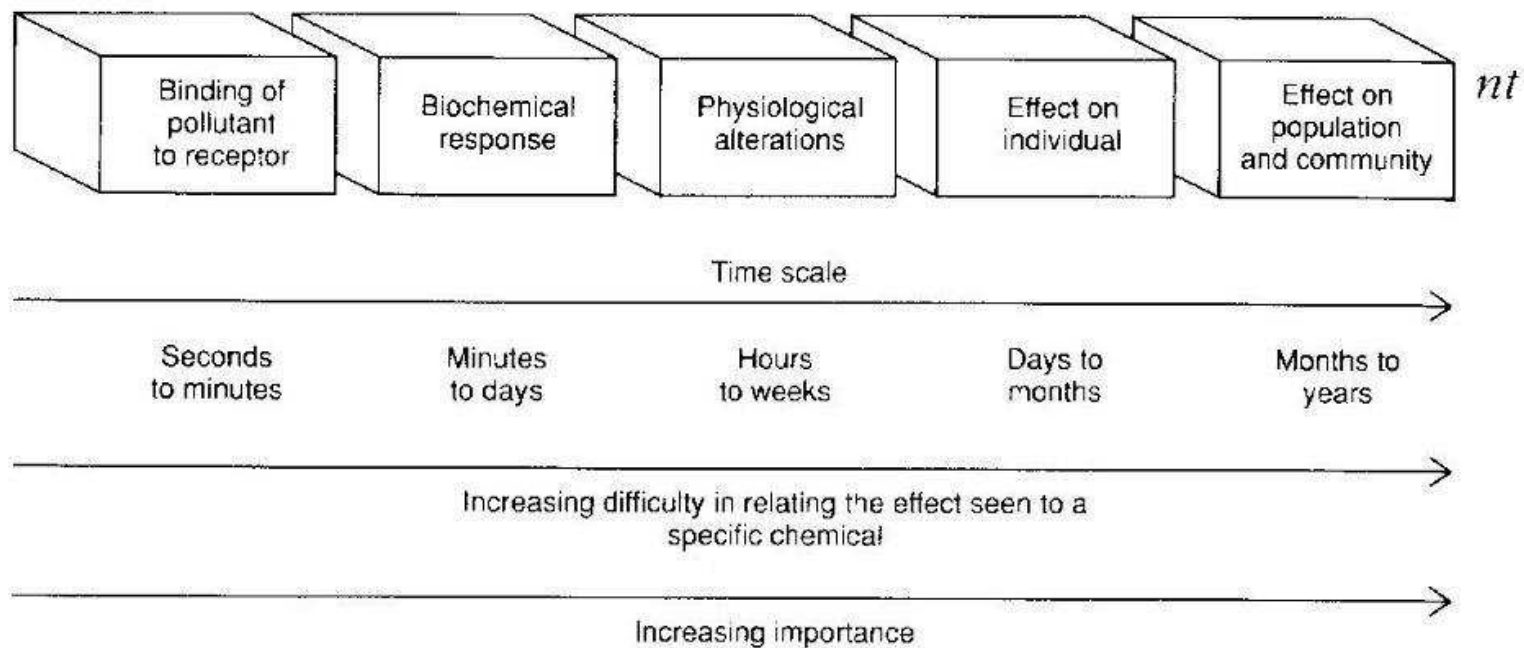 Binding of
pollutant
to receptor
Biochemical
response
Physiological
alterations
Effect on
individual
Effect on
population
and community
nt
Time scale
Seconds
to minutes
Minutes
to days
Hours
to weeks
Days to
months
Months to
years
Increasing difficulty in relating the effect seen to a
specific chemical
Increasing importance